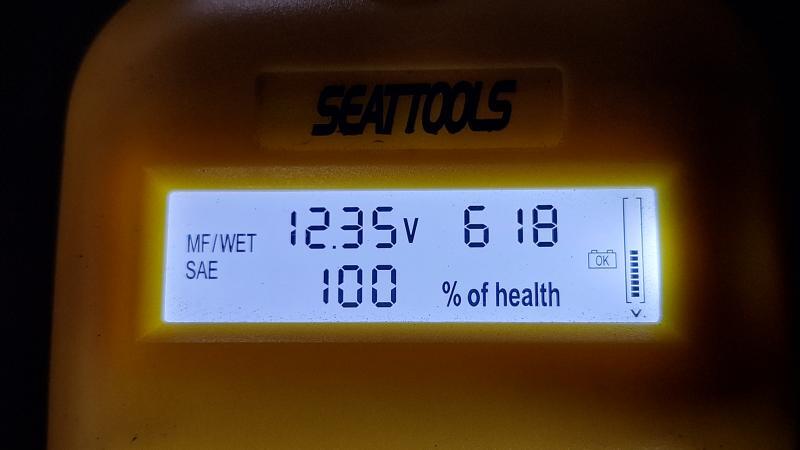 SEATTOOLS
MF/WET 12.35V 618
SAE 100 % of health
OK